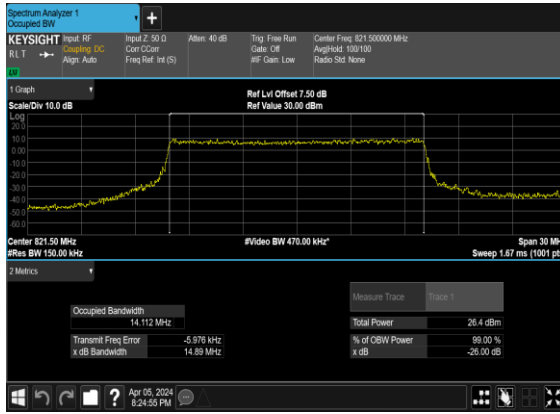 Spectrum Analyzer 1
Occupied BW
KEYSIGHT Input: RF Input Z: 50 Ω Atten: 40 dB Trig: Free Run Center Freq: 821.500000 MHz
RLT Coupling: DC Corr CCorr Gate: Off Avg|Hold: 100/100
Align: Auto Freq Ref: Int (S) #IF Gain: Low Radio Std: None
LXI
1 Graph
Ref Lvl Offset 7.50 dB
Scale/Div 10.0 dB Ref Value 30.00 dBm
Log
20.0
10.0
0.00
-10.0
-20.0
-30.0
-40.0
-50.0
-60.0
Center 821.50 MHz #Video BW 470.00 kHz* Span 30 MH
#Res BW 150.00 kHz Sweep 1.67 ms (1001 pt
2 Metrics
Measure Trace Trace 1
Occupied Bandwidth
14.112 MHz
Total Power 26.4 dBm
Transmit Freq Error -5.976 kHz % of OBW Power 99.00 %
x dB Bandwidth 14.89 MHz x dB -26.00 dB
? Apr 05, 2024
8:24:55 PM